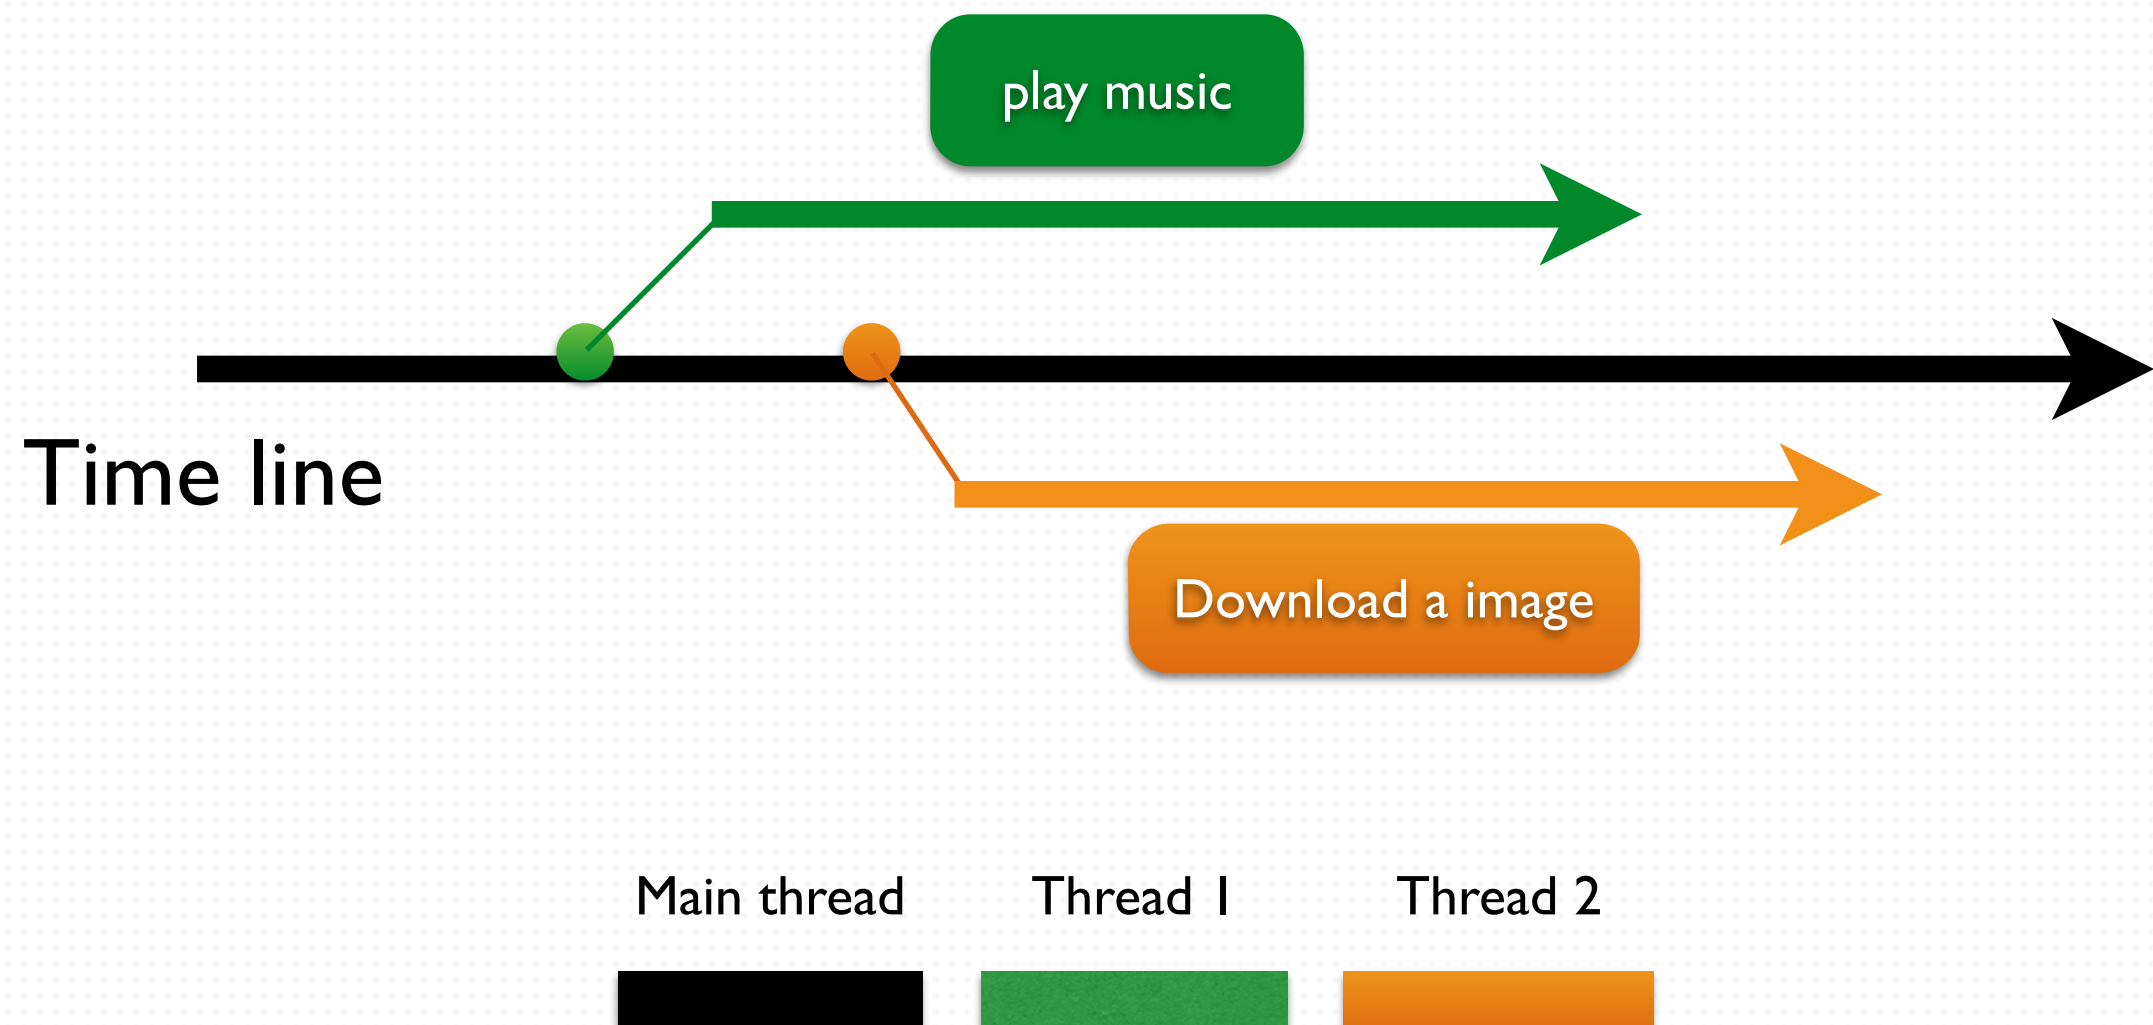 play music
Time line
Download a image
Main thread
Thread 1
Thread 2